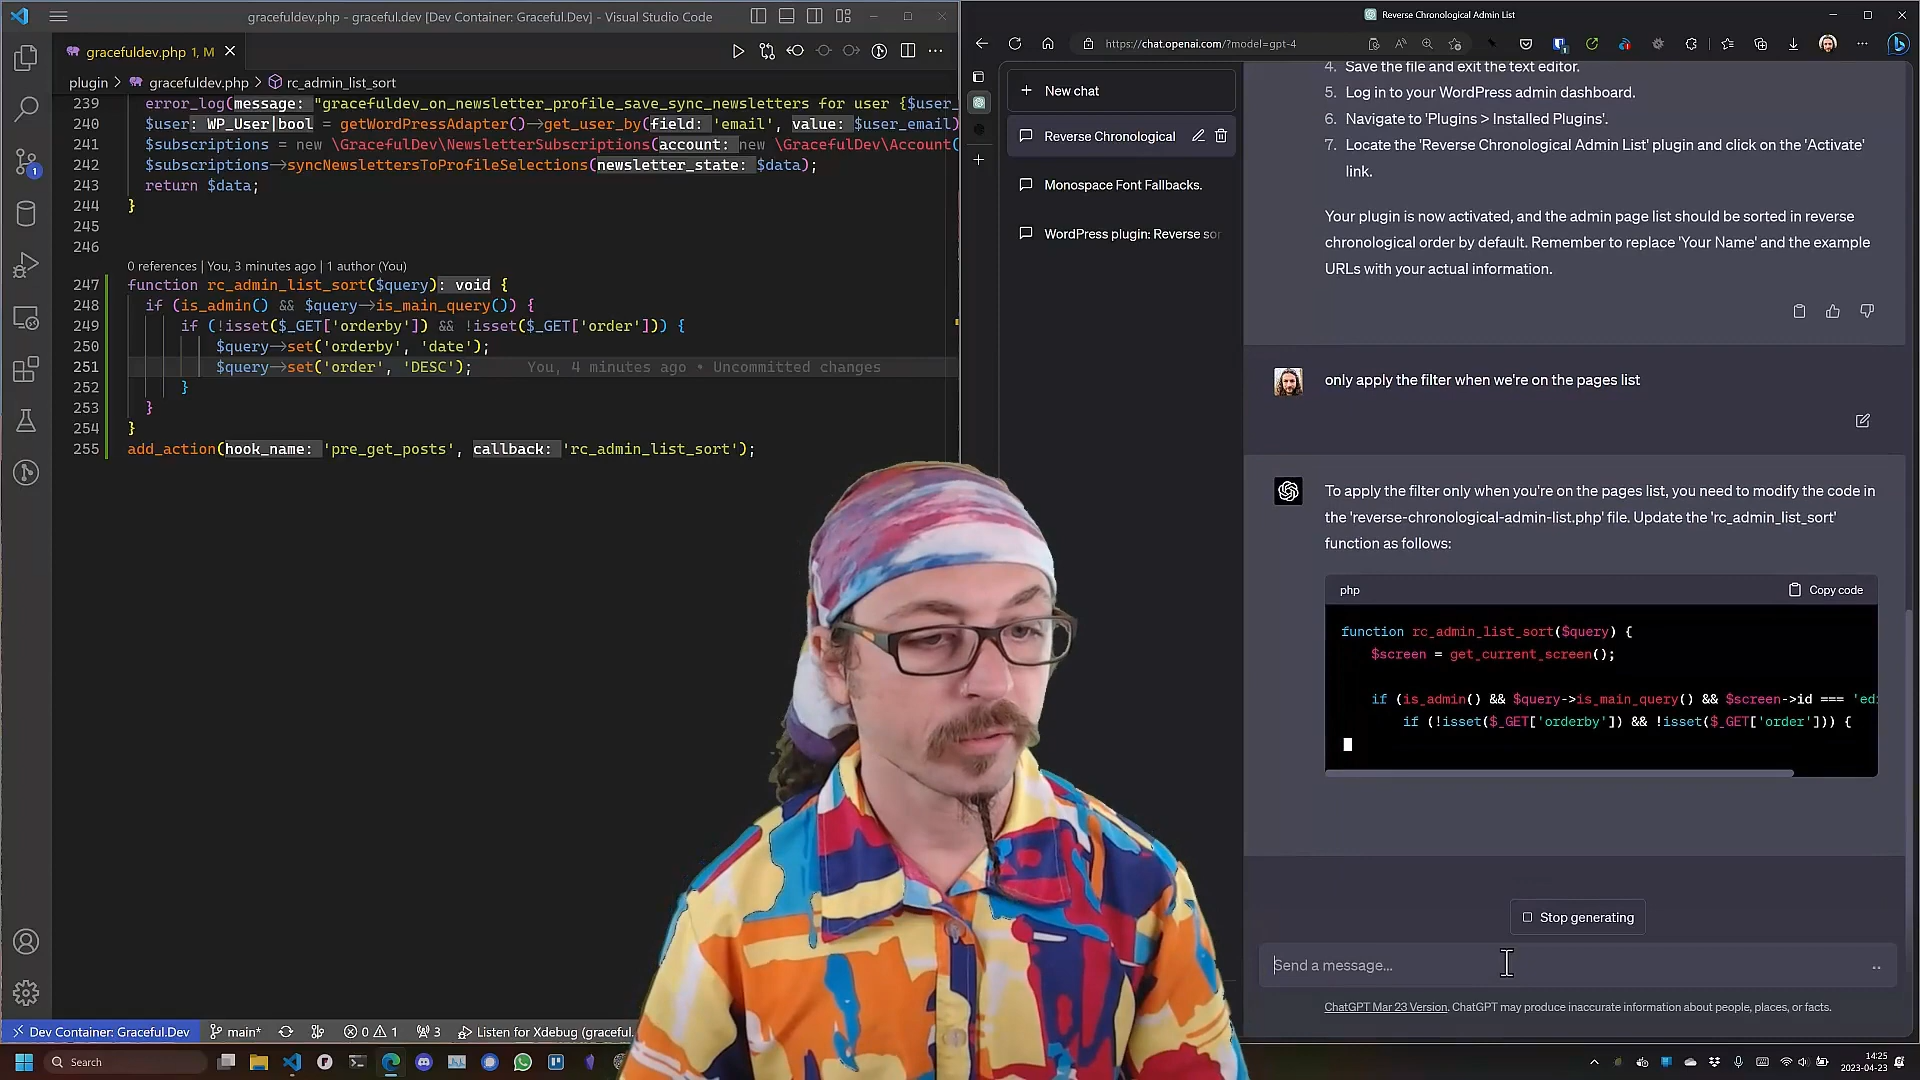 gracefuldev.php - graceful.dev [Dev Container: Graceful.Dev] - Visual Studio Code
gracefuldev.php 1, M
plugin > gracefuldev.php > rc_admin_list_sort
239 error_log(message: "gracefuldev_on_newsletter_profile_save_sync_newsletters for user {$user_
240 $user: WP_User|bool = getWordPressAdapter()->get_user_by(field: 'email', value: $user_email)
241 $subscriptions = new \GracefulDev\NewsletterSubscriptions(account: new \GracefulDev\Account(
242 $subscriptions->syncNewslettersToProfileSelections(newsletter_state: $data);
243 return $data;
244 }
245
246
0 references | You, 3 minutes ago | 1 author (You)
247 function rc_admin_list_sort($query): void {
248 if (is_admin() && $query->is_main_query()) {
249 if (!isset($_GET['orderby']) && !isset($_GET['order'])) {
250 $query->set('orderby', 'date');
251 $query->set('order', 'DESC'); You, 4 minutes ago • Uncommitted changes
252 }
253 }
254 }
255 add_action(hook_name: 'pre_get_posts', callback: 'rc_admin_list_sort');
1
Dev Container: Graceful.Dev main* 0 1 3 Listen for Xdebug (graceful.
Reverse Chronological Admin List
https://chat.openai.com/?model=gpt-4
+ New chat
Reverse Chronological
Monospace Font Fallbacks.
WordPress plugin: Reverse sor
4. Save the file and exit the text editor.
5. Log in to your WordPress admin dashboard.
6. Navigate to 'Plugins > Installed Plugins'.
7. Locate the 'Reverse Chronological Admin List' plugin and click on the 'Activate'
link.
Your plugin is now activated, and the admin page list should be sorted in reverse
chronological order by default. Remember to replace 'Your Name' and the example
URLs with your actual information.
only apply the filter when we're on the pages list
To apply the filter only when you're on the pages list, you need to modify the code in
the 'reverse-chronological-admin-list.php' file. Update the 'rc_admin_list_sort'
function as follows:
php Copy code
function rc_admin_list_sort($query) {
$screen = get_current_screen();
if (is_admin() && $query->is_main_query() && $screen->id === 'edi
if (!isset($_GET['orderby']) && !isset($_GET['order'])) {
Stop generating
Send a message...
ChatGPT Mar 23 Version. ChatGPT may produce inaccurate information about people, places, or facts.
Search
14:25
2023-04-23